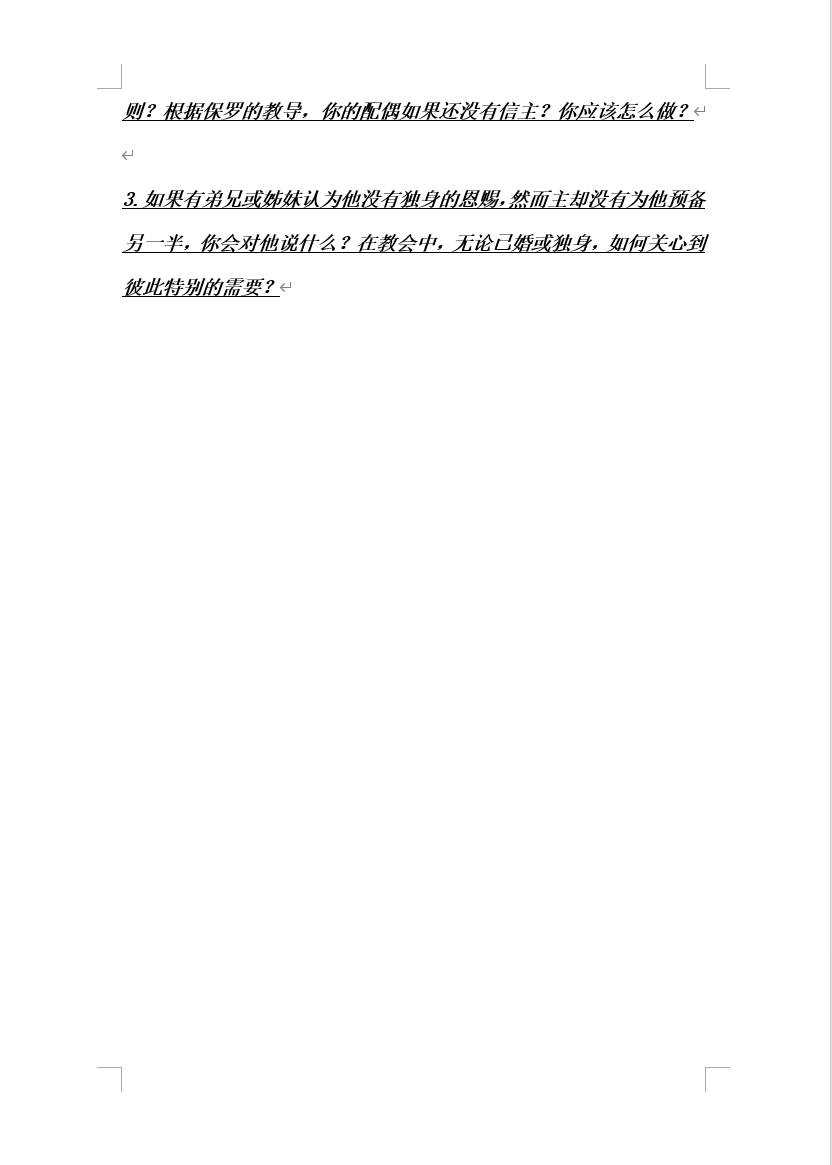 则？根据保罗的教导，你的配偶如果还没有信主？你应该怎么做？
3. 如果有弟兄或姊妹认为他没有独身的恩赐，然而主却没有为他预备
另一半，你会对他说什么？在教会中，无论已婚或独身，如何关心到
彼此特别的需要？